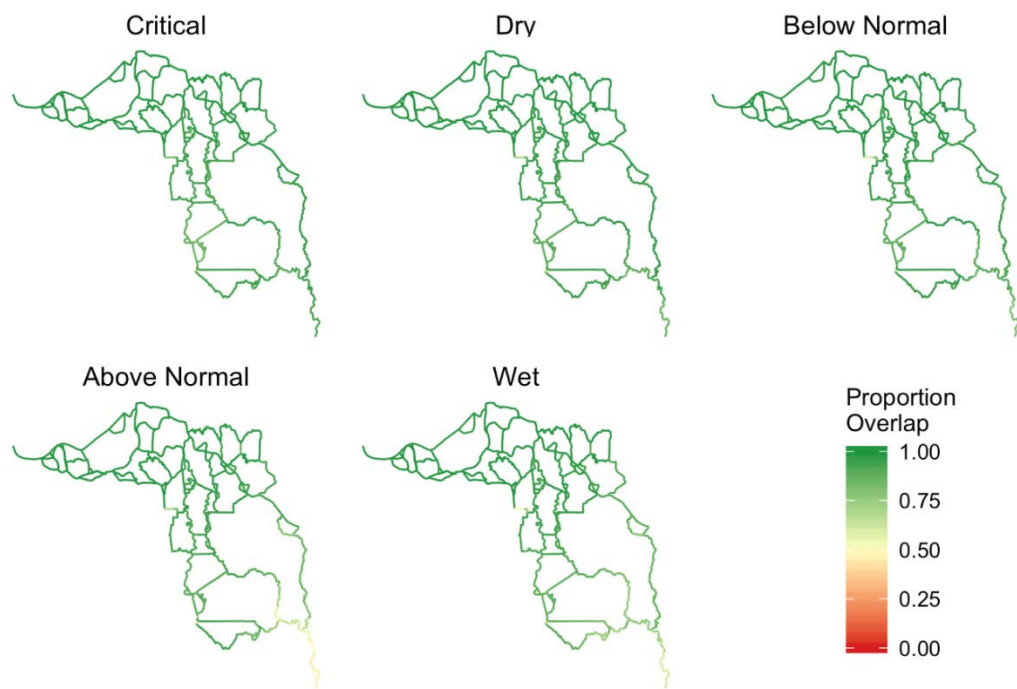 Critical
Dry
Below Normal
Above Normal
Wet
Proportion
Overlap
1.00
0.75
0.50
0.25
0.00